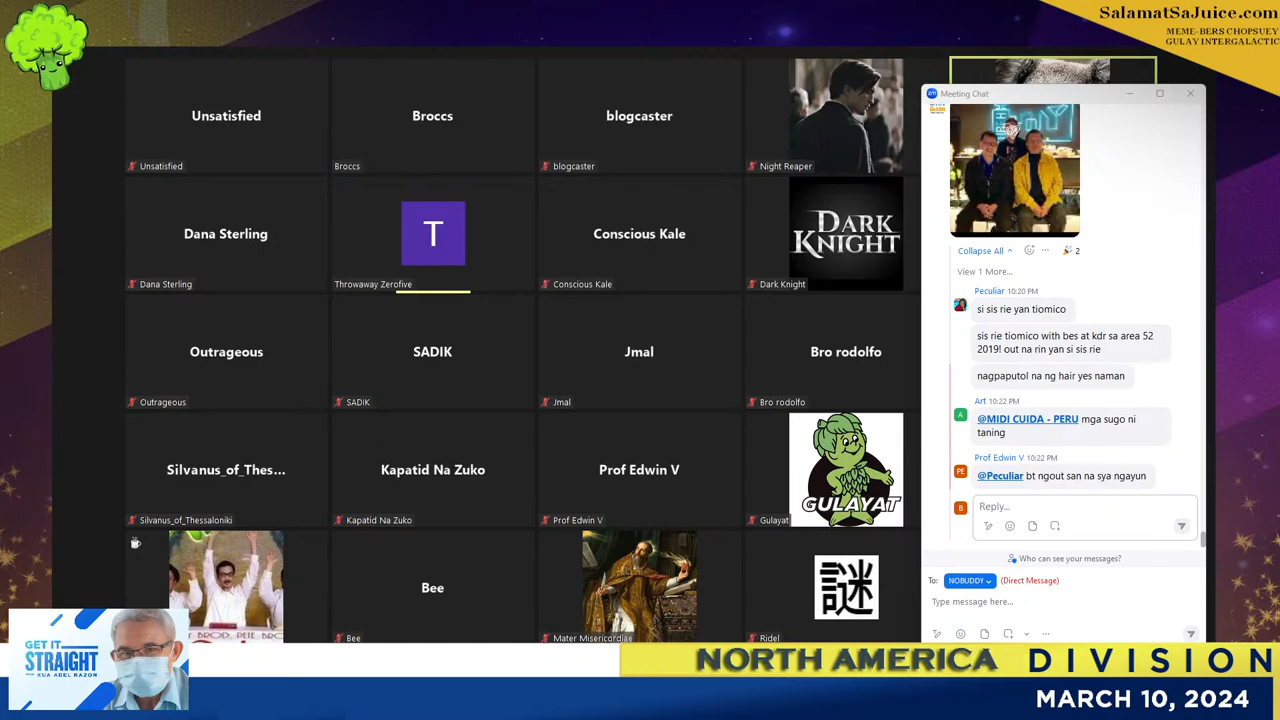 SalamatSaJuice.com
MEME-BERS CHOPSUEY
GULAY INTERGALACTIC
Unsatisfied
Unsatisfied
Broccs
Broccs
blogcaster
blogcaster
Night Reaper
Dana Sterling
Dana Sterling
T
Throwaway Zerofive
Conscious Kale
Conscious Kale
DARK
KNIGHT
Dark Knight
Outrageous
Outrageous
SADIK
SADIK
Jmal
Jmal
Bro rodolfo
Bro rodolfo
Silvanus_of_Thes...
Silvanus_of_Thessaloniki
Kapatid Na Zuko
Kapatid Na Zuko
Prof Edwin V
Prof Edwin V
GULAYAT
Gulayat
Bee
Bee
Mater Misericordiae
謎
Ridel
zm Meeting Chat
Collapse All
2
View 1 More...
Peculiar 10:20 PM
si sis rie yan tiomico
sis rie tiomico with bes at kdr sa area 52
2019! out na rin yan si sis rie
nagpaputol na ng hair yes naman
Art 10:22 PM
A
@MIDI CUIDA - PERU mga sugo ni
taning
Prof Edwin V 10:22 PM
PE
@Peculiar bt ngout san na sya ngayun
B
Reply...
Who can see your messages?
To: NOBUDDY (Direct Message)
Type message here...
GET IT
STRAIGHT
KUA ADEL RAZON
NORTH AMERICA DIVISION
MARCH 10, 2024